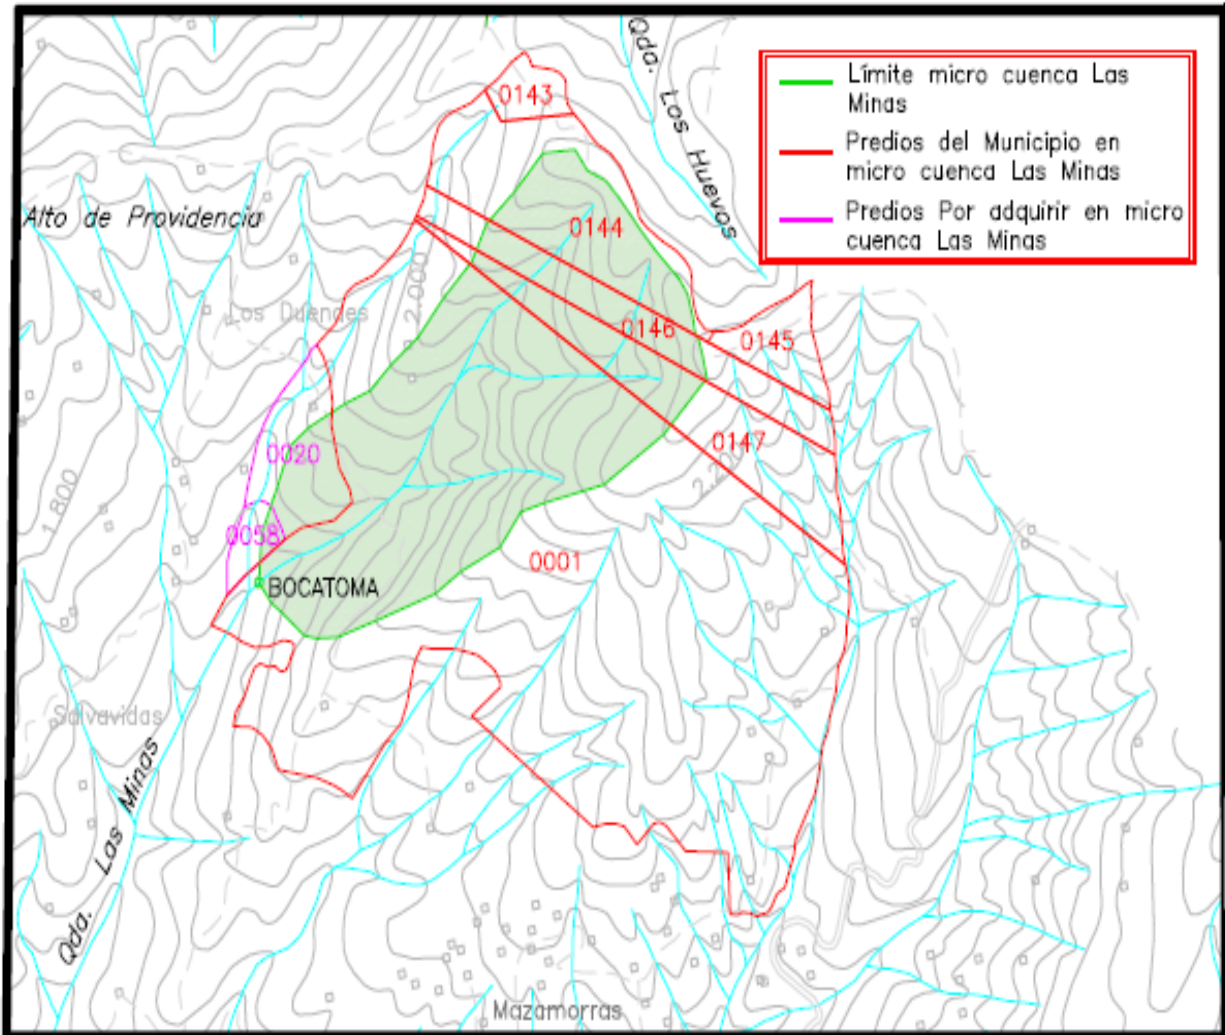 Qda. Los Huevos
Límite micro cuenca Las
Minas
Predios del Municipio en
micro cuenca Las Minas
Predios Por adquirir en micro
cuenca Las Minas
0143
Alto de Providencia
0144
2.000
Los Duendes
0146
0145
0147
0020
2.200
1.800
0058
0001
BOCATOMA
Salvavidas
Qda. Las Minas
Mazamorras